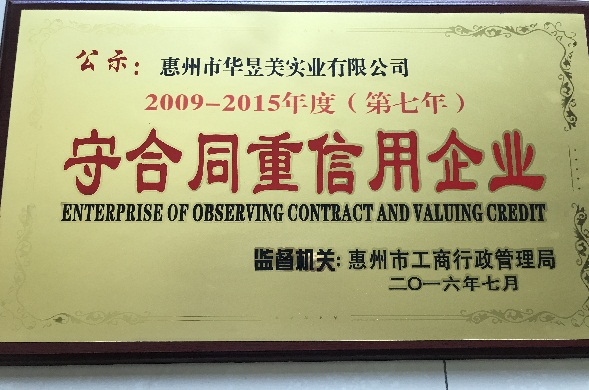 公示：惠州市华昱美实业有限公司
2009-2015年度（第七年）
守合同重信用企业
ENTERPRISE OF OBSERVING CONTRACT AND VALUING CREDIT
监督机关：惠州市工商行政管理局
二〇一六年七月